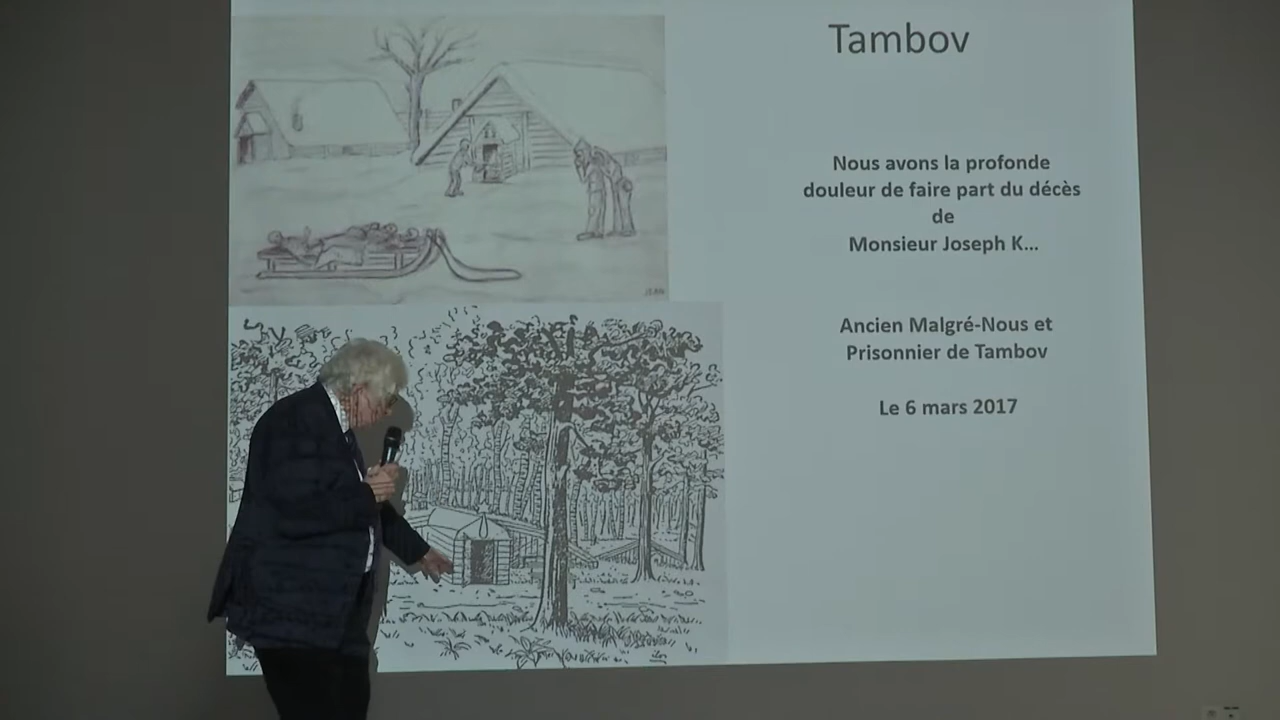 Tambov
Nous avons la profonde
douleur de faire part du décès
de
Monsieur Joseph K...
Ancien Malgré-Nous et
Prisonnier de Tambov
Le 6 mars 2017